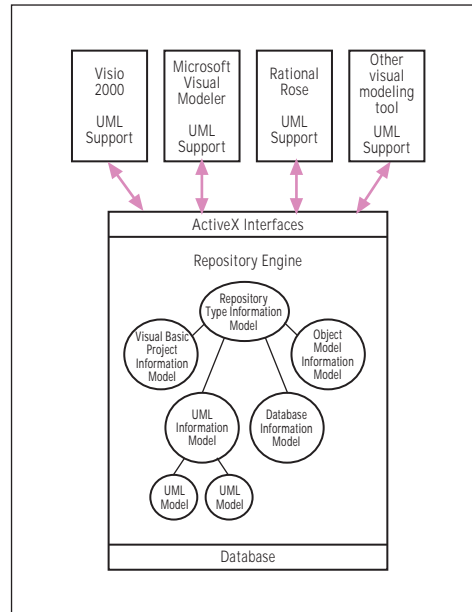 Visio
2000
UML
Support
Microsoft
Visual
Modeler
UML
Support
Rational
Rose
UML
Support
Other
visual
modeling
tool
UML
Support
ActiveX Interfaces
Repository Engine
Repository
Type Information
Model
Visual Basic
Project
Information
Model
Object
Model
Information
Model
UML
Information
Model
Database
Information
Model
UML
Model
UML
Model
Database